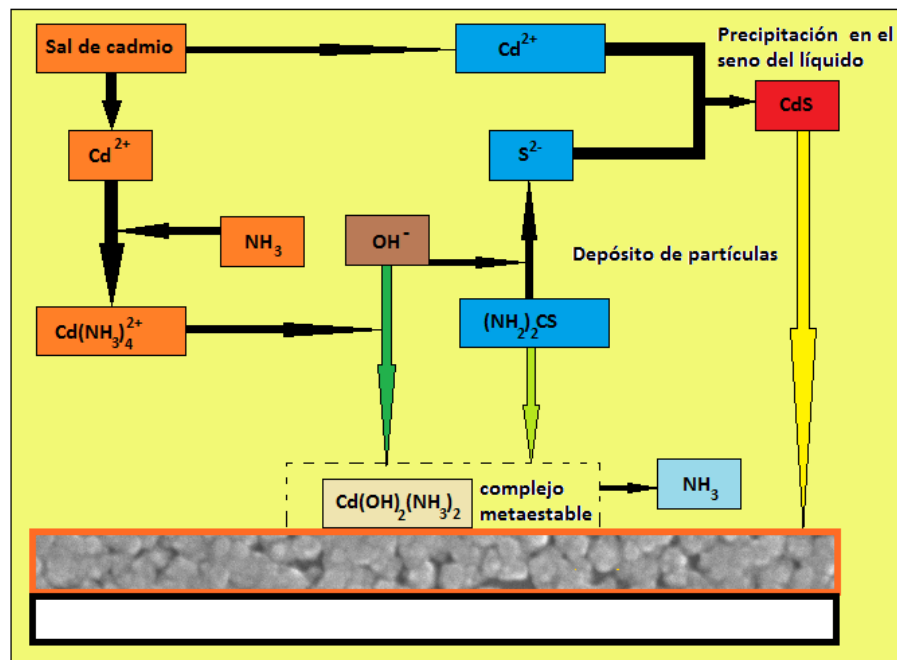 Sal de cadmio
Cd²⁺
Precipitación en el
seno del líquido
CdS
Cd²⁺
S²⁻
NH₃
OH⁻
Depósito de partículas
Cd(NH₃)₄²⁺
(NH₂)₂CS
Cd(OH)₂(NH₃)₂
complejo
metaestable
NH₃